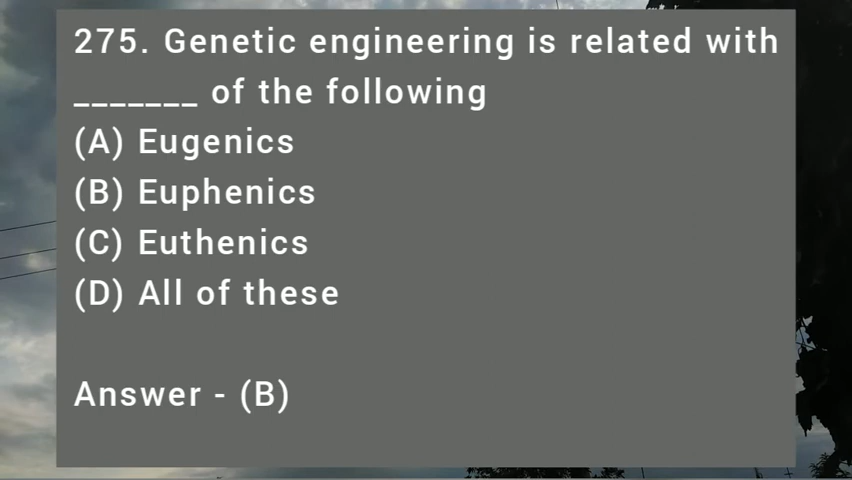 275. Genetic engineering is related with
_______ of the following
(A) Eugenics
(B) Euphenics
(C) Euthenics
(D) All of these
Answer - (B)